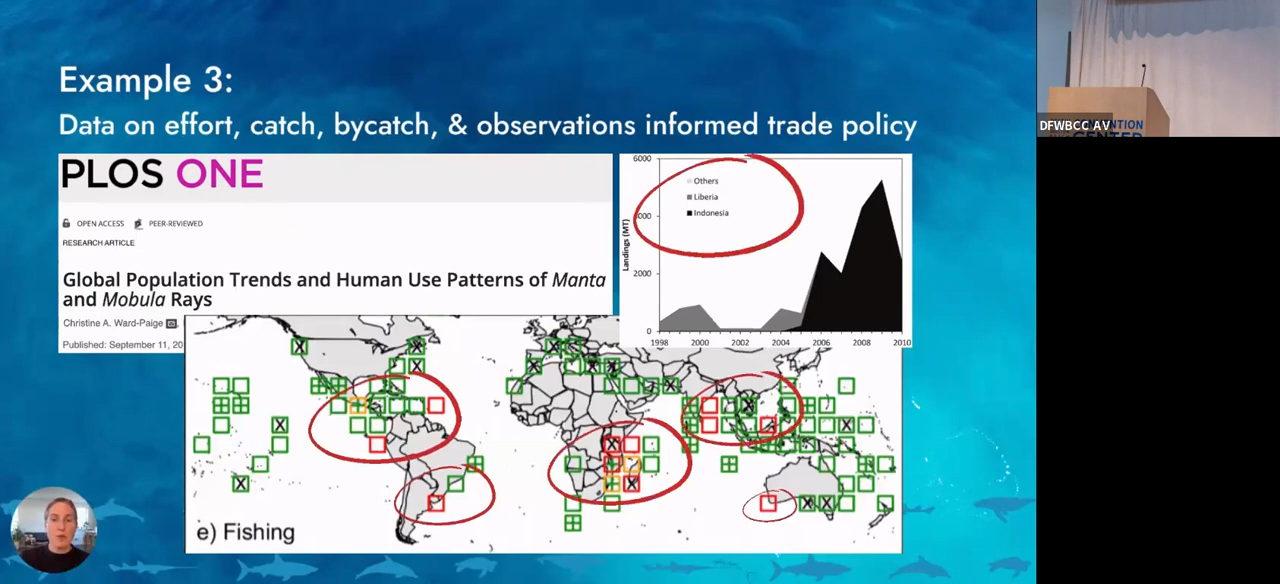 Example 3:
Data on effort, catch, bycatch, & observations informed trade policy
PLOS ONE
OPEN ACCESS PEER-REVIEWED
RESEARCH ARTICLE
Global Population Trends and Human Use Patterns of Manta
and Mobula Rays
Christine A. Ward-Paige
Published: September 11, 20
6000
Others
Liberia
Indonesia
000
2000
0
Landings (MT)
1998 2000 2002 2004 2006 2008 2010
e) Fishing
DFWBCC AV
CONVENTION
CENTER